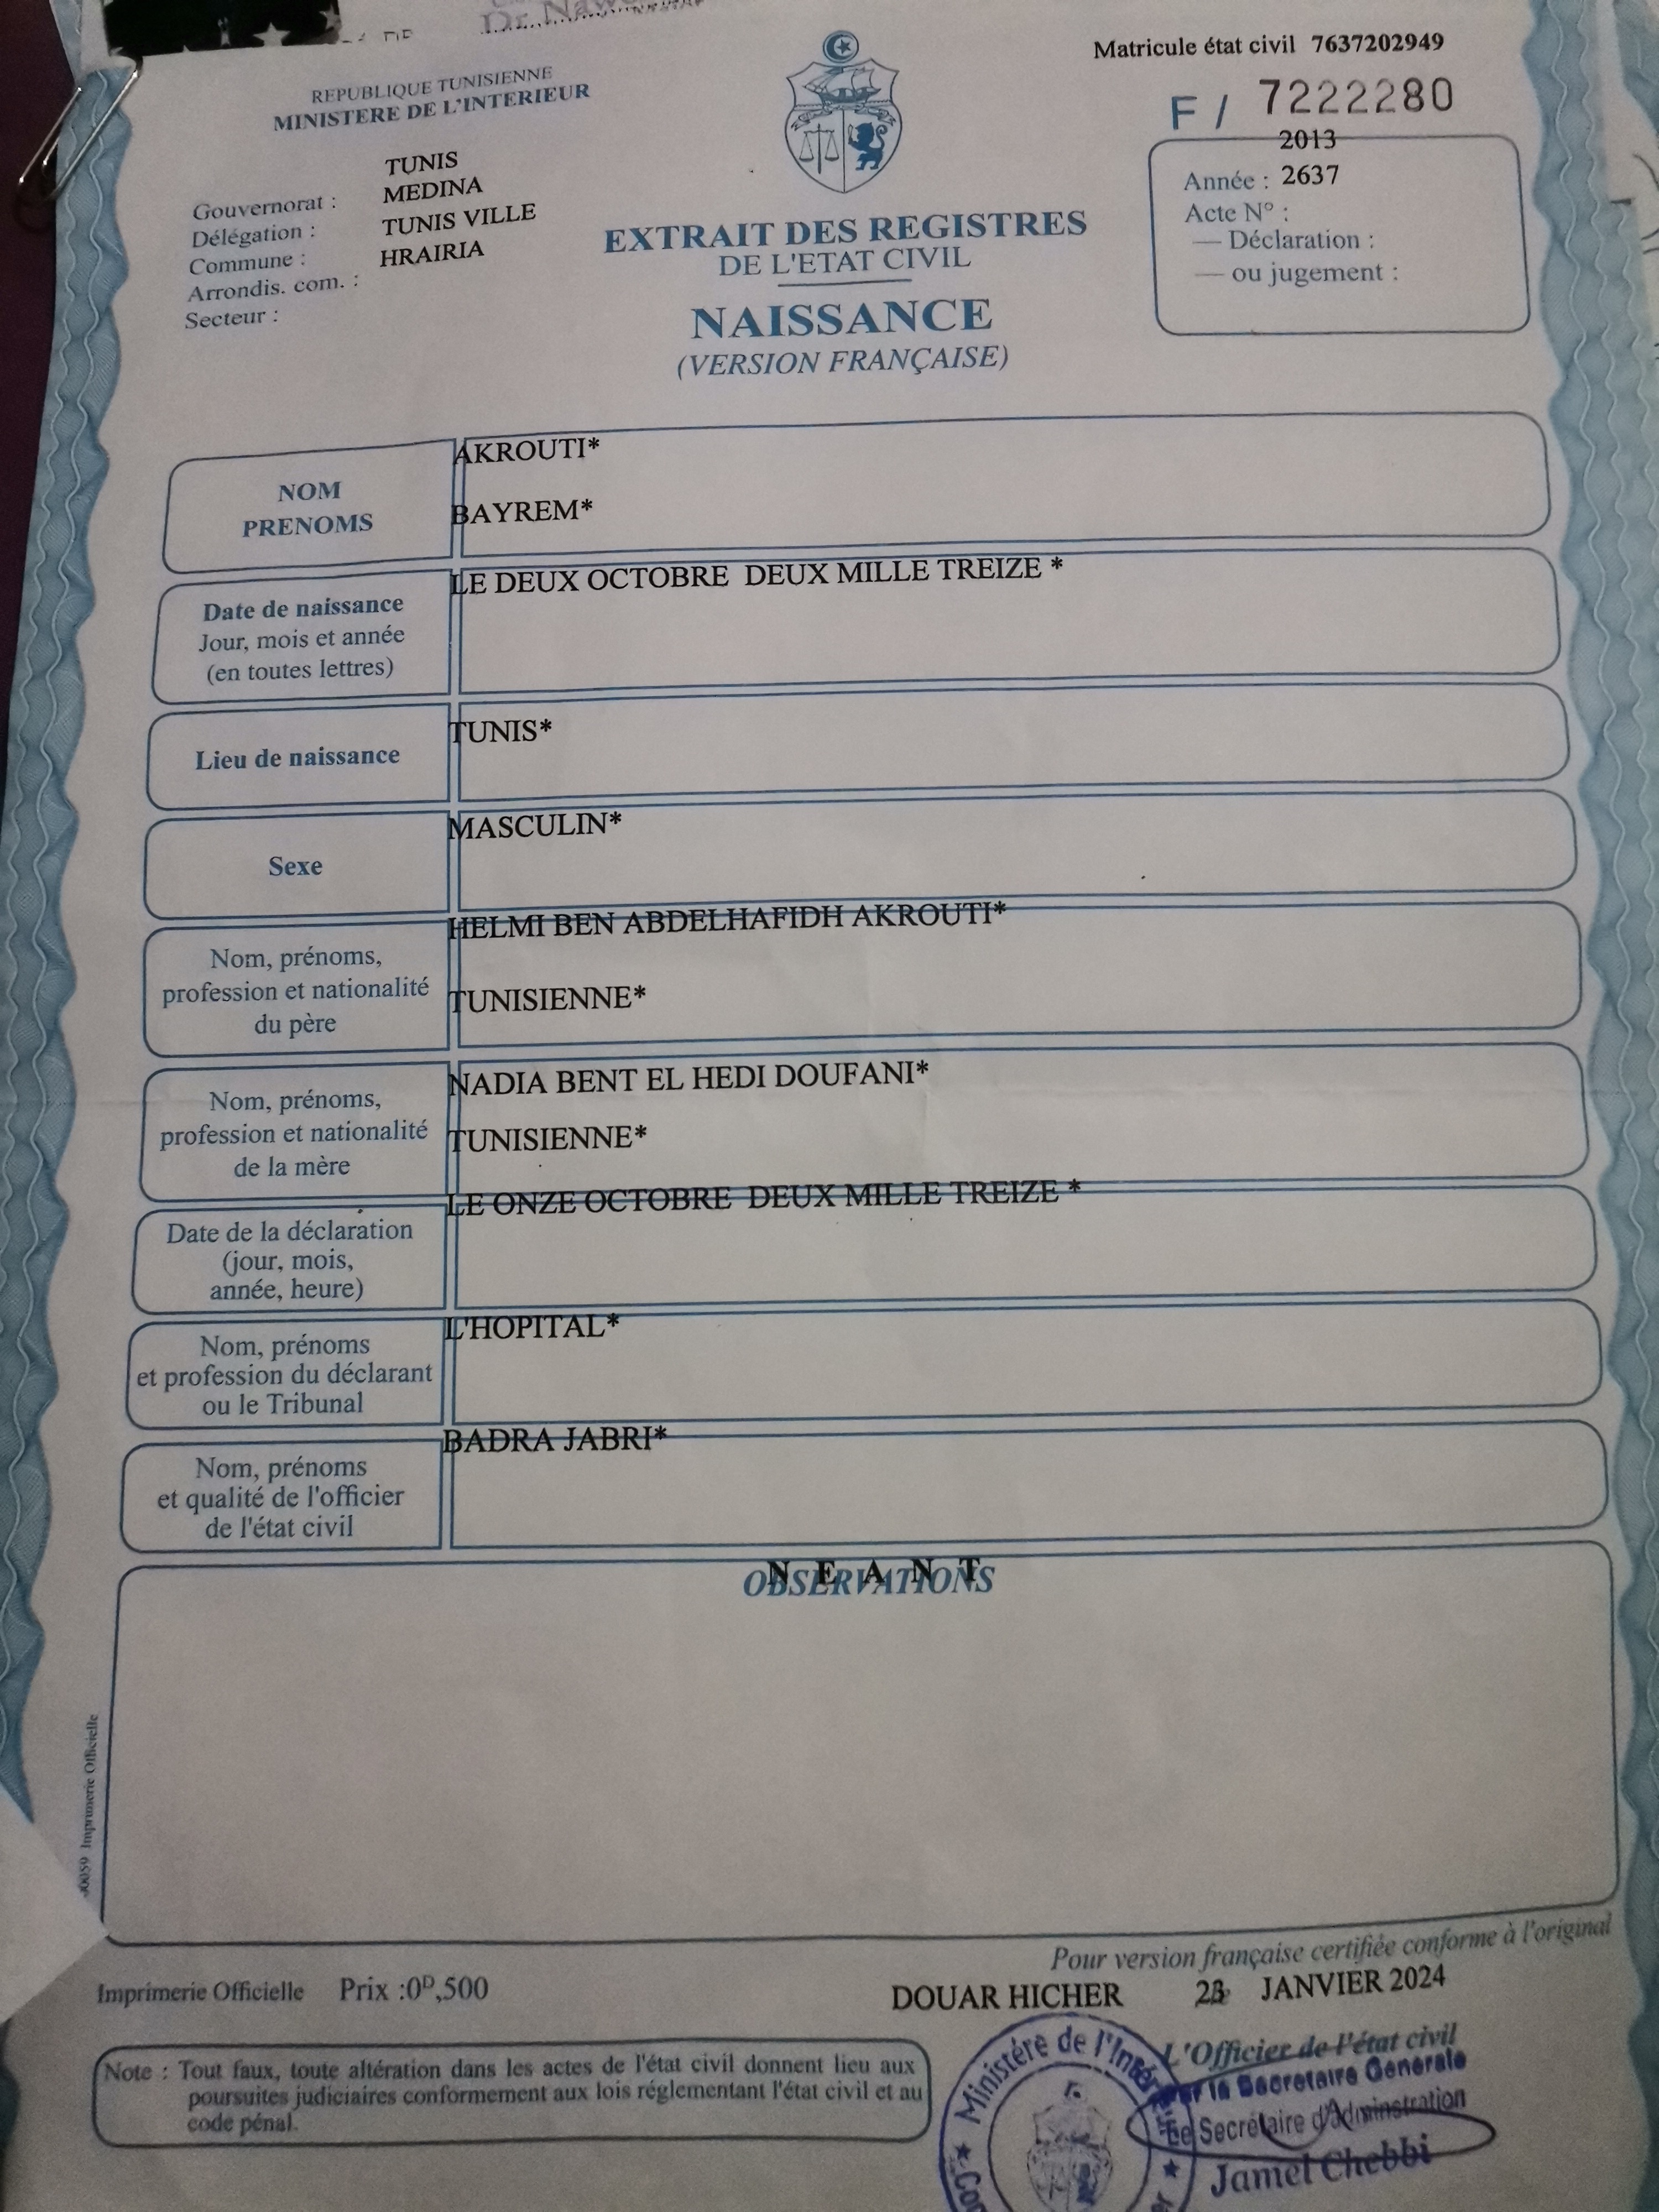 Dr. Naw
REPUBLIQUE TUNISIENNE
MINISTERE DE L'INTERIEUR
Matricule état civil 7637202949
F / 7222280
2013
Année : 2637
Acte N° :
— Déclaration :
— ou jugement :
TUNIS
Gouvernorat : MEDINA
Délégation : TUNIS VILLE
Commune : HRAIRIA
Arrondis. com. :
Secteur :
EXTRAIT DES REGISTRES
DE L'ETAT CIVIL
NAISSANCE
(VERSION FRANÇAISE)
NOM AKROUTI*
PRENOMS BAYREM*
LE DEUX OCTOBRE DEUX MILLE TREIZE *
Date de naissance
Jour, mois et année
(en toutes lettres)
TUNIS*
Lieu de naissance
MASCULIN*
Sexe
HELMI BEN ABDELHAFIDH AKROUTI*
Nom, prénoms,
profession et nationalité TUNISIENNE*
du père
NADIA BENT EL HEDI DOUFANI*
Nom, prénoms,
profession et nationalité TUNISIENNE*
de la mère
LE ONZE OCTOBRE DEUX MILLE TREIZE *
Date de la déclaration
(jour, mois,
année, heure)
L'HOPITAL*
Nom, prénoms
et profession du déclarant
ou le Tribunal
BADRA JABRI*
Nom, prénoms
et qualité de l'officier
de l'état civil
N E A N T
OBSERVATIONS
Imprimerie Officielle
Pour version française certifiée conforme à l'original
Imprimerie Officielle Prix :0D,500
DOUAR HICHER JANVIER 2024
L'Officier de l'état civil
Note : Tout faux, toute altération dans les actes de l'état civil donnent lieu aux
poursuites judiciaires conformement aux lois réglementant l'état civil et au
code pénal.
Ministère de l'Intér
la Secretaire Generale
Le Secrétaire d'Adminstration
Jamel Chebbi